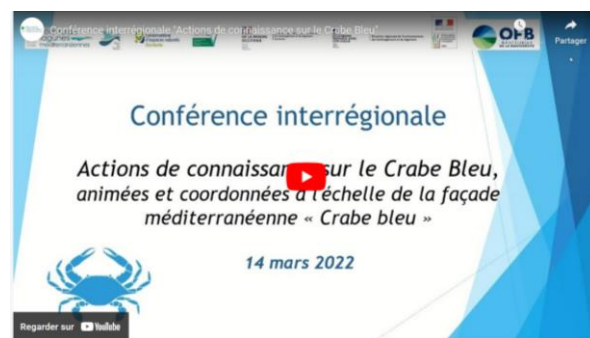 Conférence interrégionale "Actions de connaissance sur le Crabe Bleu"
OFB
Partager
Conférence interrégionale
Actions de connaissance sur le Crabe Bleu,
animées et coordonnées à l'échelle de la façade
méditerranéenne « Crabe bleu »
14 mars 2022
Regarder sur YouTube